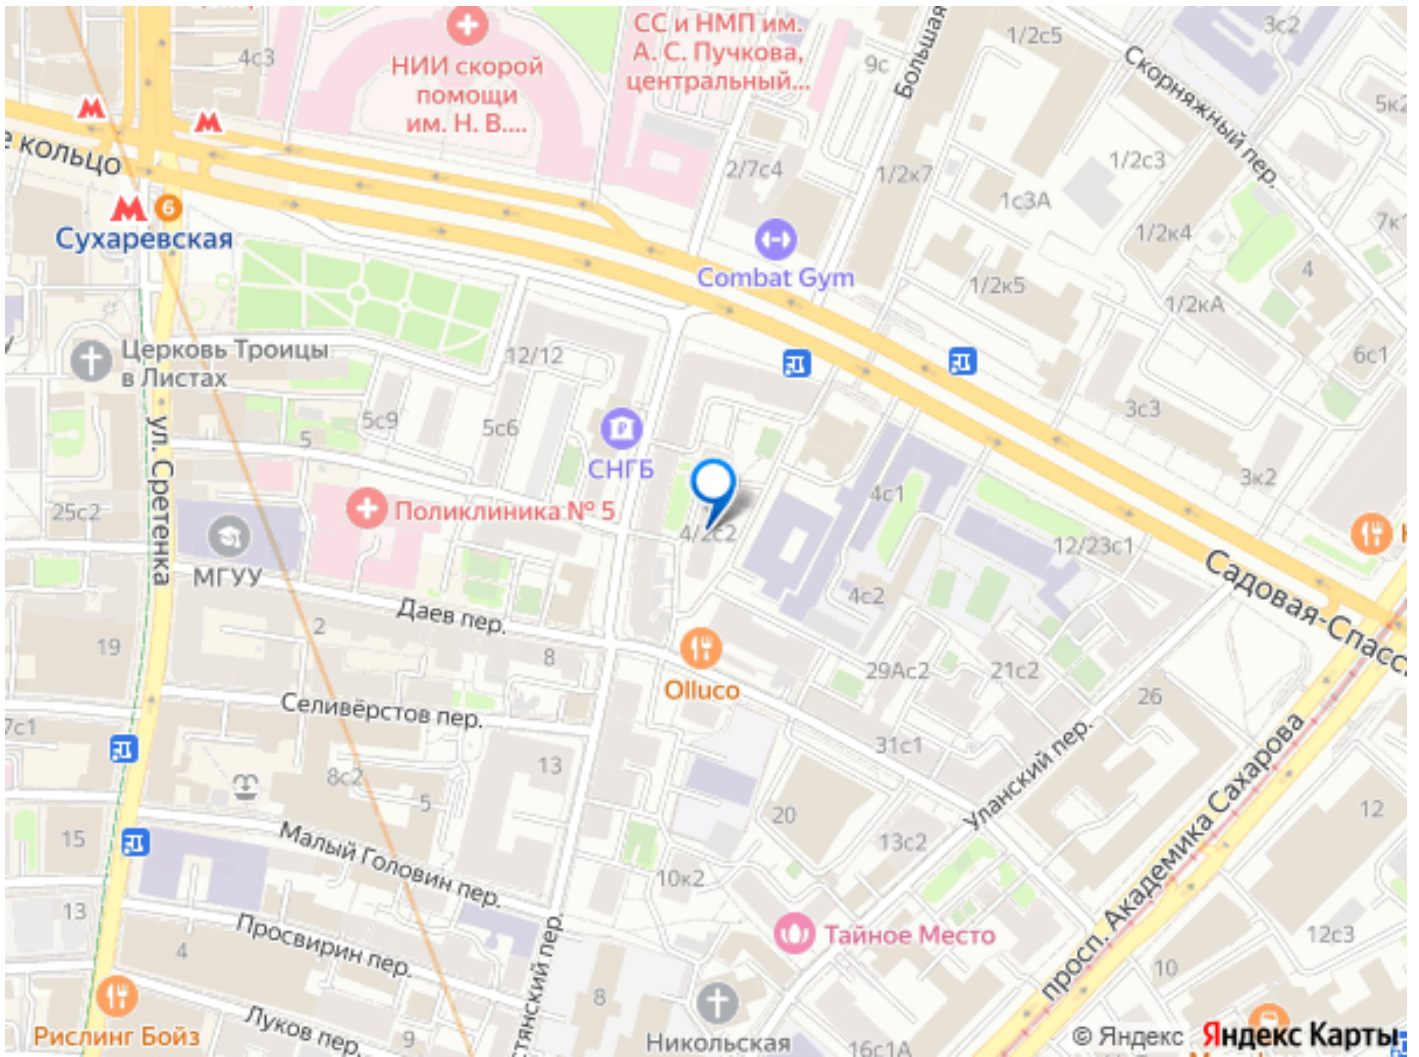 4с3
НИИ скорой
помощи
им. Н. В....
СС и НМП им.
А. С. Пучкова,
центральный...
9с
Большая
1/2с5
3с2
Скорняжный пер.
5к2
е кольцо
2/7с4
1/2к7
1/2с3
1с3А
1/2к4
7к1
6
Сухаревская
Combat Gym
1/2к5
4
1/2кА
6с1
Церковь Троицы
в Листах
12/12
5с9
5
5с6
СНГБ
3с3
3к2
ул. Сретенка
25с2
Поликлиника № 5
МГУУ
4/2с2
4с1
12/23с1
4с2
Садовая-Спасс
Даев пер.
2
19
8
Olluco
29Ас2
21с2
26
Селивёрстов пер.
7с1
31с1
Уланский пер.
просп. Академика Сахарова
8с2
13
5
20
13с2
12
15
Малый Головин пер.
10к2
13
Просвирин пер.
4
Тайное Место
12с3
10
стянский пер.
8
Рислинг Бойз
Луков пер.
9
Никольская
16с1А
© Яндекс Яндекс Карты